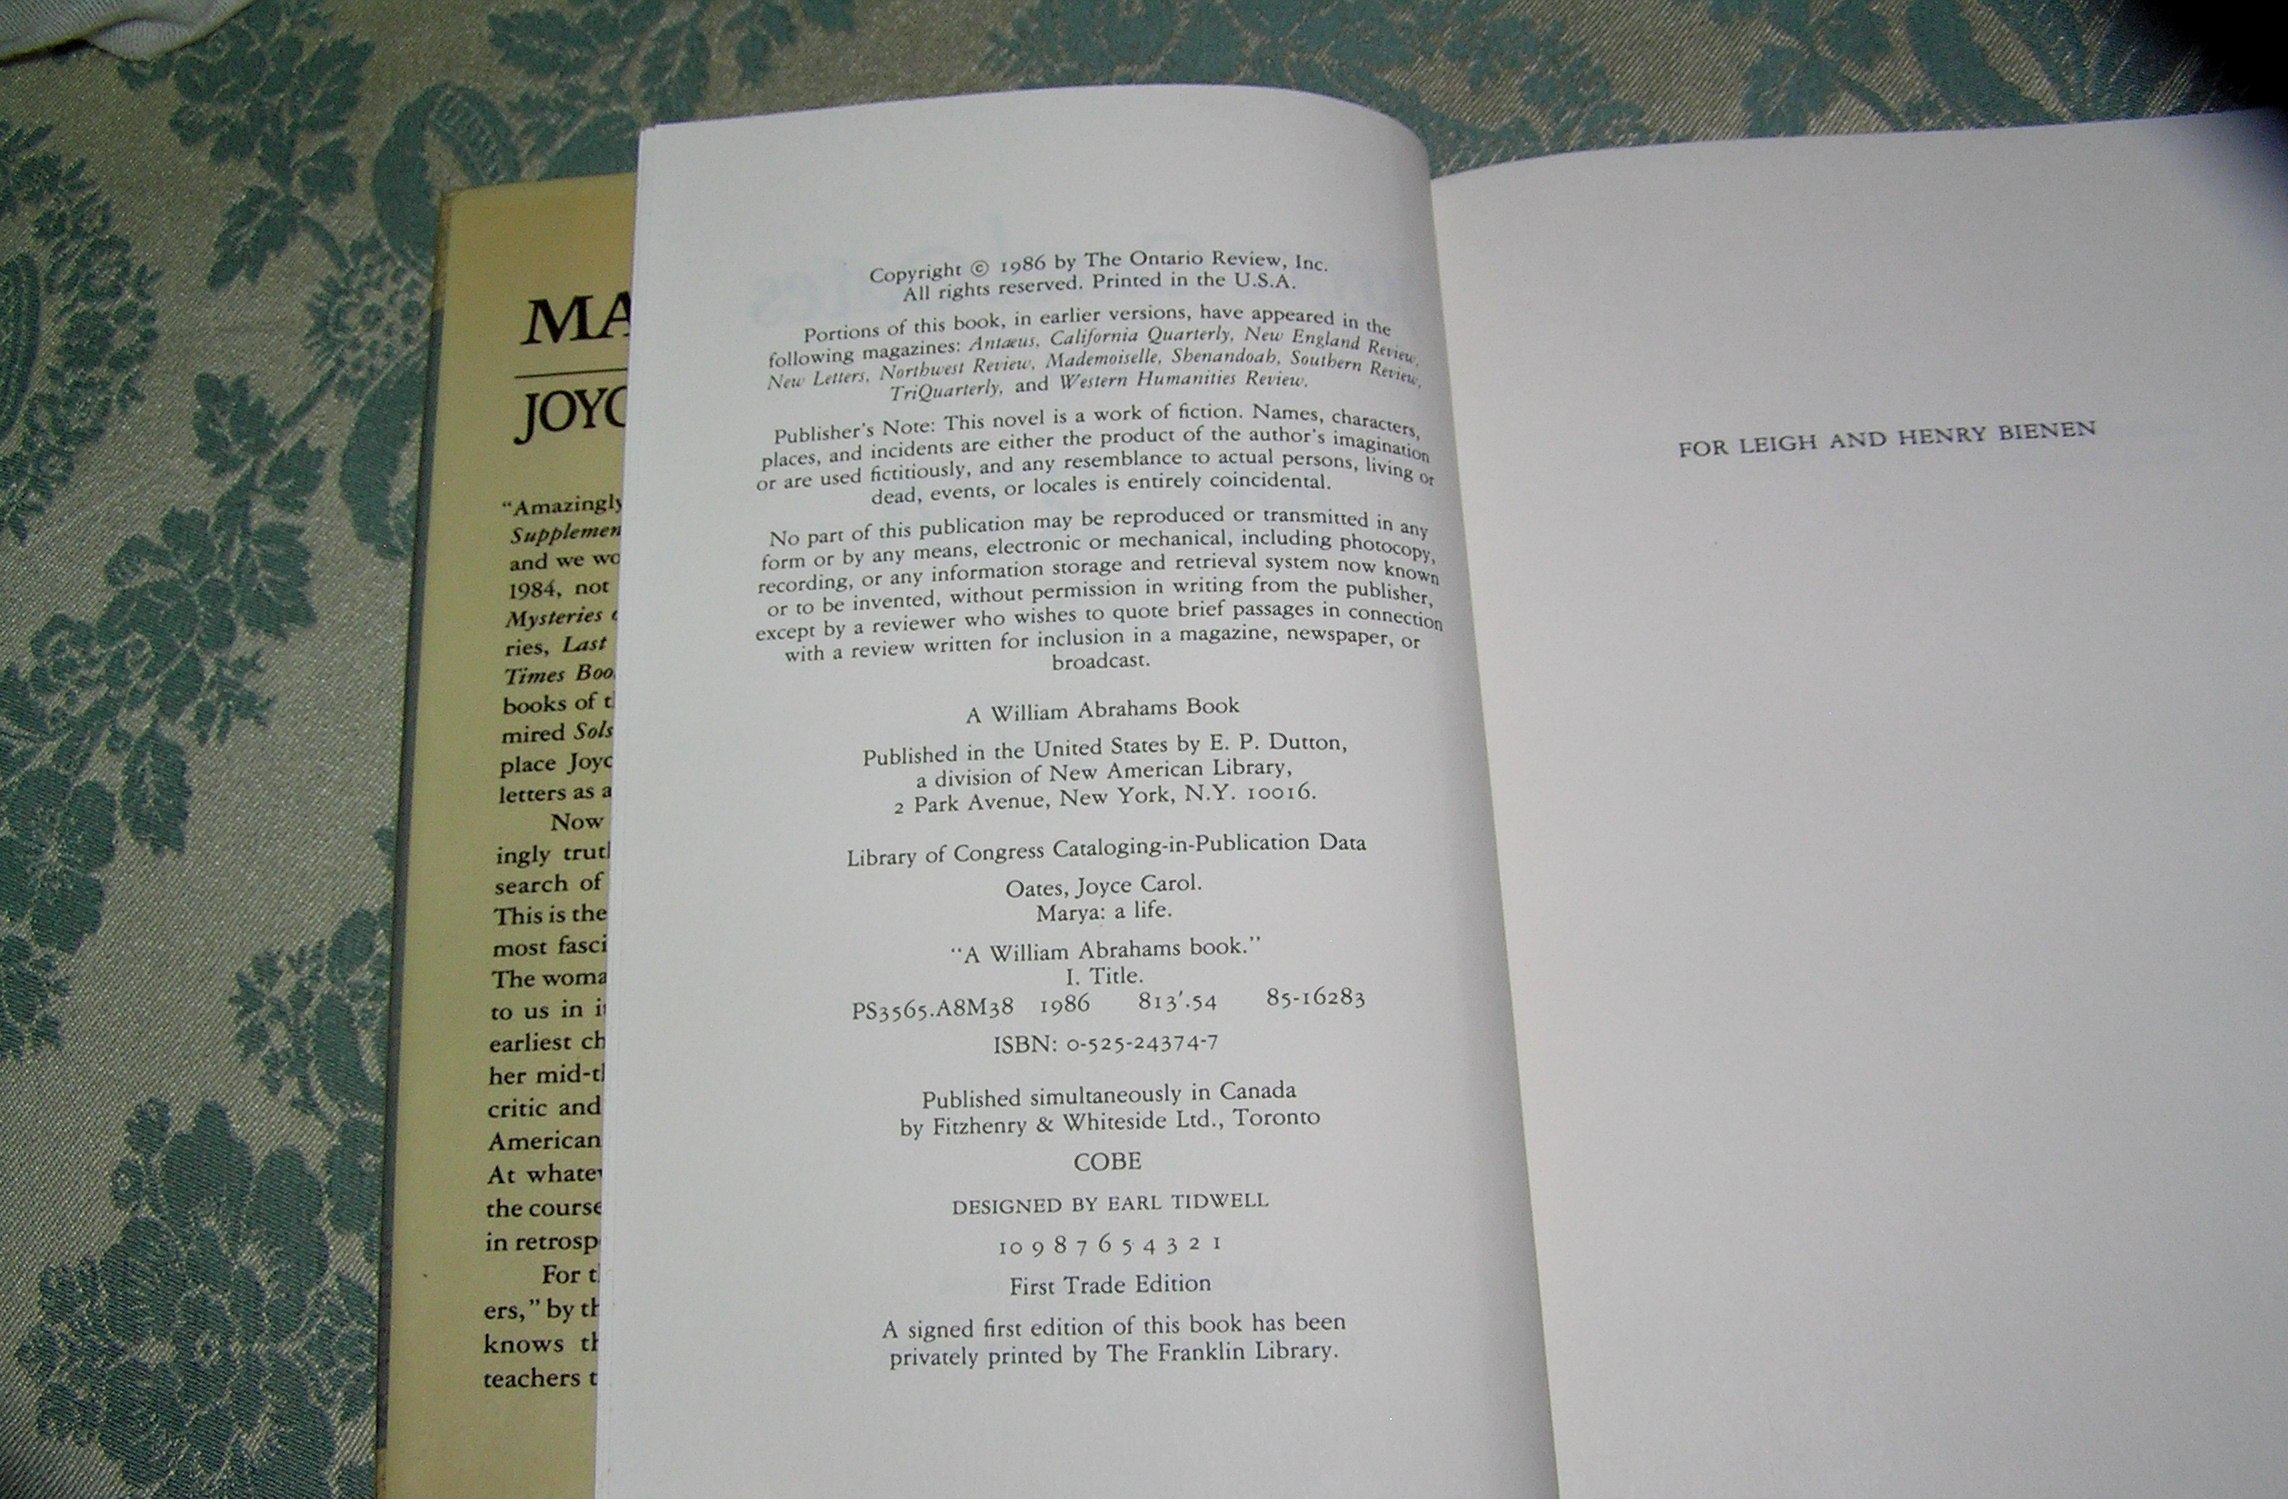 MA
JOYC
"Amazingly
Supplemen
and we wo
1984, not
Mysteries
ries, Last
Times Boo
books of t
mired Sols
place Joyc
letters as a
Now
ingly trut
search of
This is the
most fasci
The woma
to us in i
earliest ch
her mid-t
critic and
American
At whate
the course
in retrosp
For t
ers," by th
knows th
teachers t
Copyright © 1986 by The Ontario Review, Inc.
All rights reserved. Printed in the U.S.A.
Portions of this book, in earlier versions, have appeared in the
following magazines: Antaeus, California Quarterly, New England Review,
New Letters, Northwest Review, Mademoiselle, Shenandoah, Southern Review,
TriQuarterly, and Western Humanities Review.
Publisher's Note: This novel is a work of fiction. Names, characters,
places, and incidents are either the product of the author's imagination
or are used fictitiously, and any resemblance to actual persons, living or
dead, events, or locales is entirely coincidental.
No part of this publication may be reproduced or transmitted in any
form or by any means, electronic or mechanical, including photocopy,
recording, or any information storage and retrieval system now known
or to be invented, without permission in writing from the publisher,
except by a reviewer who wishes to quote brief passages in connection
with a review written for inclusion in a magazine, newspaper, or
broadcast.
A William Abrahams Book
Published in the United States by E. P. Dutton,
a division of New American Library,
2 Park Avenue, New York, N.Y. 10016.
Library of Congress Cataloging-in-Publication Data
Oates, Joyce Carol.
Marya: a life.
"A William Abrahams book."
I. Title.
PS3565.A8M38 1986 813'.54 85-16283
ISBN: 0-525-24374-7
Published simultaneously in Canada
by Fitzhenry & Whiteside Ltd., Toronto
COBE
DESIGNED BY EARL TIDWELL
10 9 8 7 6 5 4 3 2 1
First Trade Edition
A signed first edition of this book has been
privately printed by The Franklin Library.
FOR LEIGH AND HENRY BIENEN